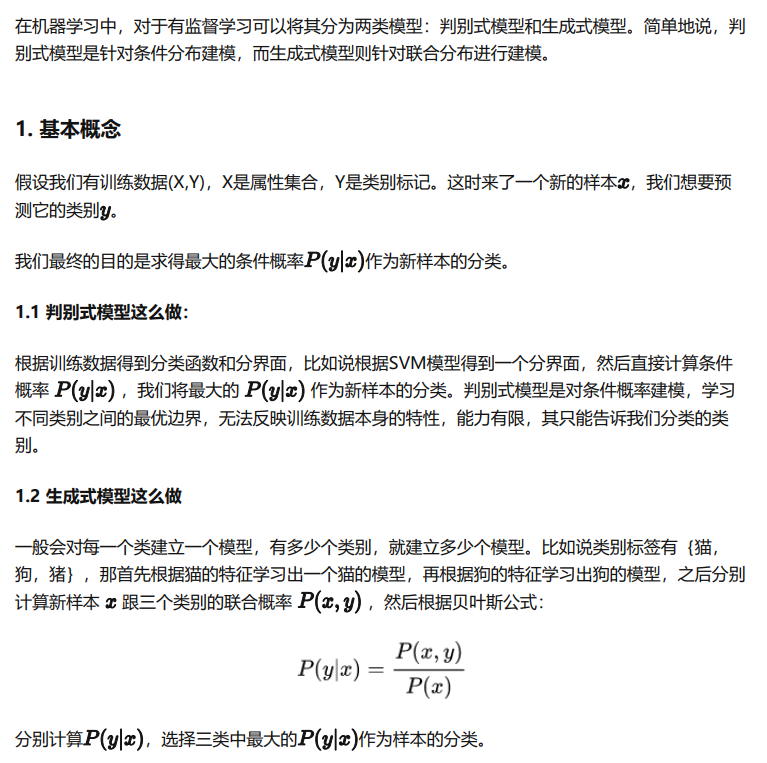 在机器学习中，对于有监督学习可以将其分为两类模型：判别式模型和生成式模型。简单地说，判
别式模型是针对条件分布建模，而生成式模型则针对联合分布进行建模。
1. 基本概念
假设我们有训练数据(X,Y)，X是属性集合，Y是类别标记。这时来了一个新的样本x，我们想要预
测它的类别y。
我们最终的目的是求得最大的条件概率P(y|x)作为新样本的分类。
1.1 判别式模型这么做：
根据训练数据得到分类函数和分界面，比如说根据SVM模型得到一个分界面，然后直接计算条件
概率 P(y|x) ，我们将最大的 P(y|x) 作为新样本的分类。判别式模型是对条件概率建模，学习
不同类别之间的最优边界，无法反映训练数据本身的特性，能力有限，其只能告诉我们分类的类
别。
1.2 生成式模型这么做
一般会对每一个类建立一个模型，有多少个类别，就建立多少个模型。比如说类别标签有｛猫，
狗，猪｝，那首先根据猫的特征学习出一个猫的模型，再根据狗的特征学习出狗的模型，之后分别
计算新样本 x 跟三个类别的联合概率 P(x,y) ，然后根据贝叶斯公式：
P(y|x) = P(x,y) / P(x)
分别计算P(y|x)，选择三类中最大的P(y|x)作为样本的分类。